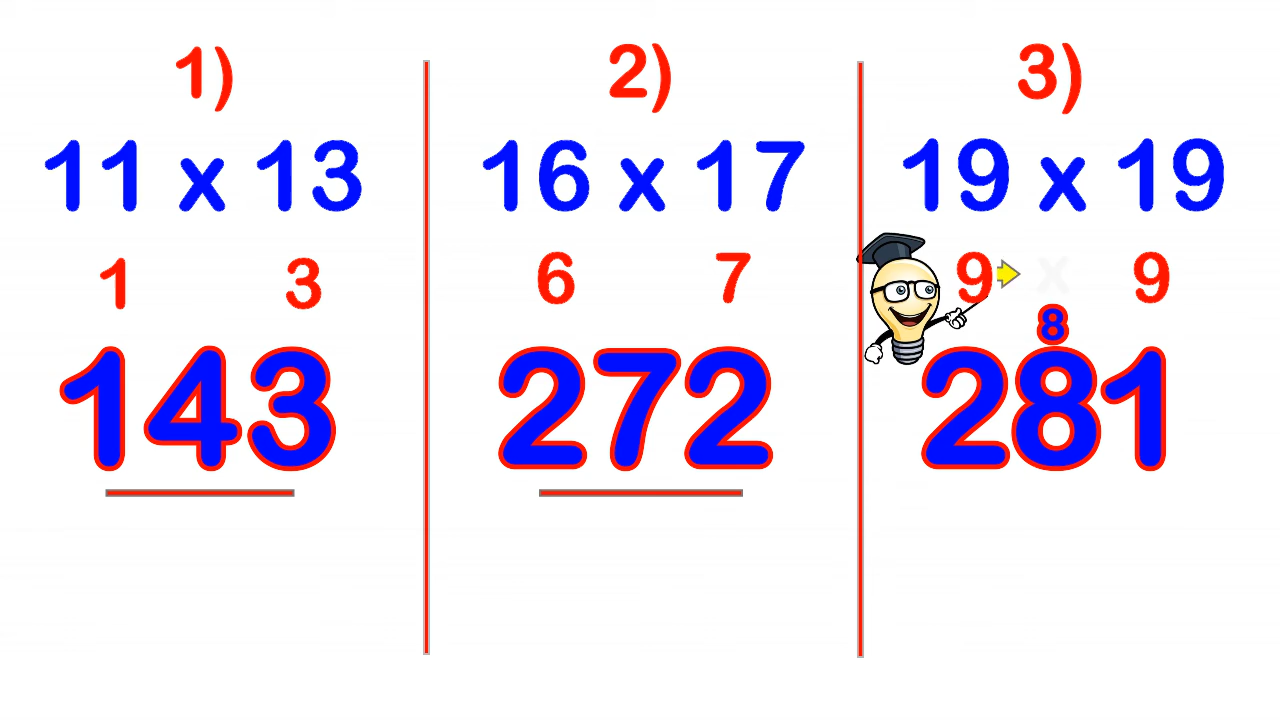 1)
11 x 13
1 3
143
2)
16 x 17
6 7
272
3)
19 x 19
9 x 9
8
281